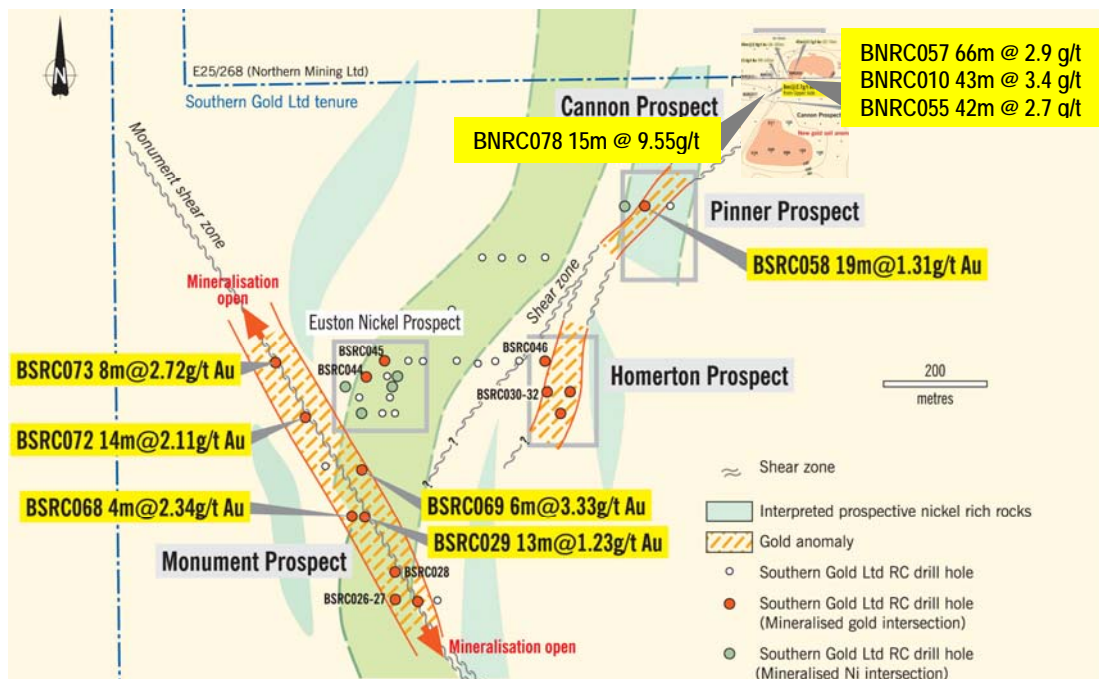 N
E25/268 (Northern Mining Ltd)
Southern Gold Ltd tenure
Cannon Prospect
BNRC057 66m @ 2.9 g/t
BNRC010 43m @ 3.4 g/t
BNRC055 42m @ 2.7 g/t
BNRC078 15m @ 9.55g/t
Cannon Prospect
New gold soil anom
Monument shear zone
Pinner Prospect
BSRC058 19m@1.31g/t Au
Shear zone
Mineralisation
open
Euston Nickel Prospect
BSRC045
BSRC044
BSRC046
BSRC030-32
Homerton Prospect
200
metres
BSRC073 8m@2.72g/t Au
BSRC072 14m@2.11g/t Au
?
?
BSRC068 4m@2.34g/t Au
BSRC069 6m@3.33g/t Au
BSRC029 13m@1.23g/t Au
Monument Prospect
BSRC028
BSRC026-27
Mineralisation open
Shear zone
Interpreted prospective nickel rich rocks
Gold anomaly
Southern Gold Ltd RC drill hole
Southern Gold Ltd RC drill hole
(Mineralised gold intersection)
Southern Gold Ltd RC drill hole
(Mineralised Ni intersection)